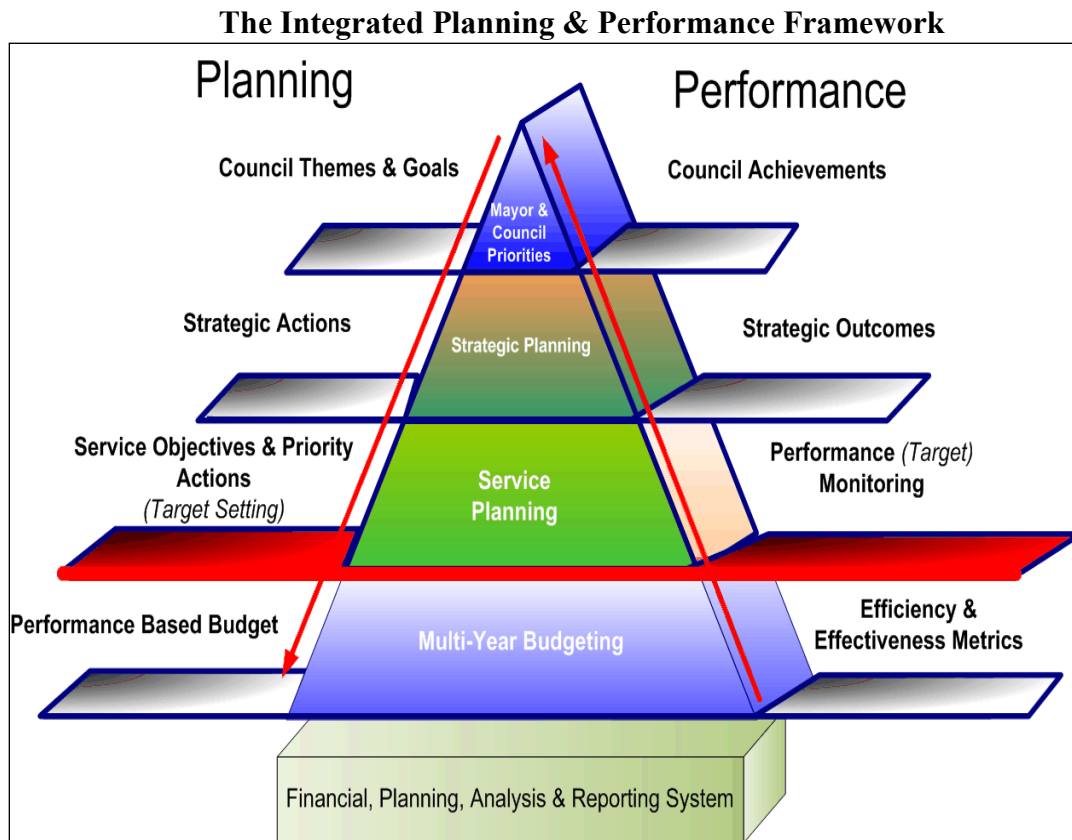 The Integrated Planning & Performance Framework
Planning
Performance
Council Themes & Goals
Council Achievements
Mayor &
Council
Priorities
Strategic Actions
Strategic Planning
Strategic Outcomes
Service Objectives & Priority
Actions
(Target Setting)
Service
Planning
Performance (Target)
Monitoring
Performance Based Budget
Multi-Year Budgeting
Efficiency &
Effectiveness Metrics
Financial, Planning, Analysis & Reporting System